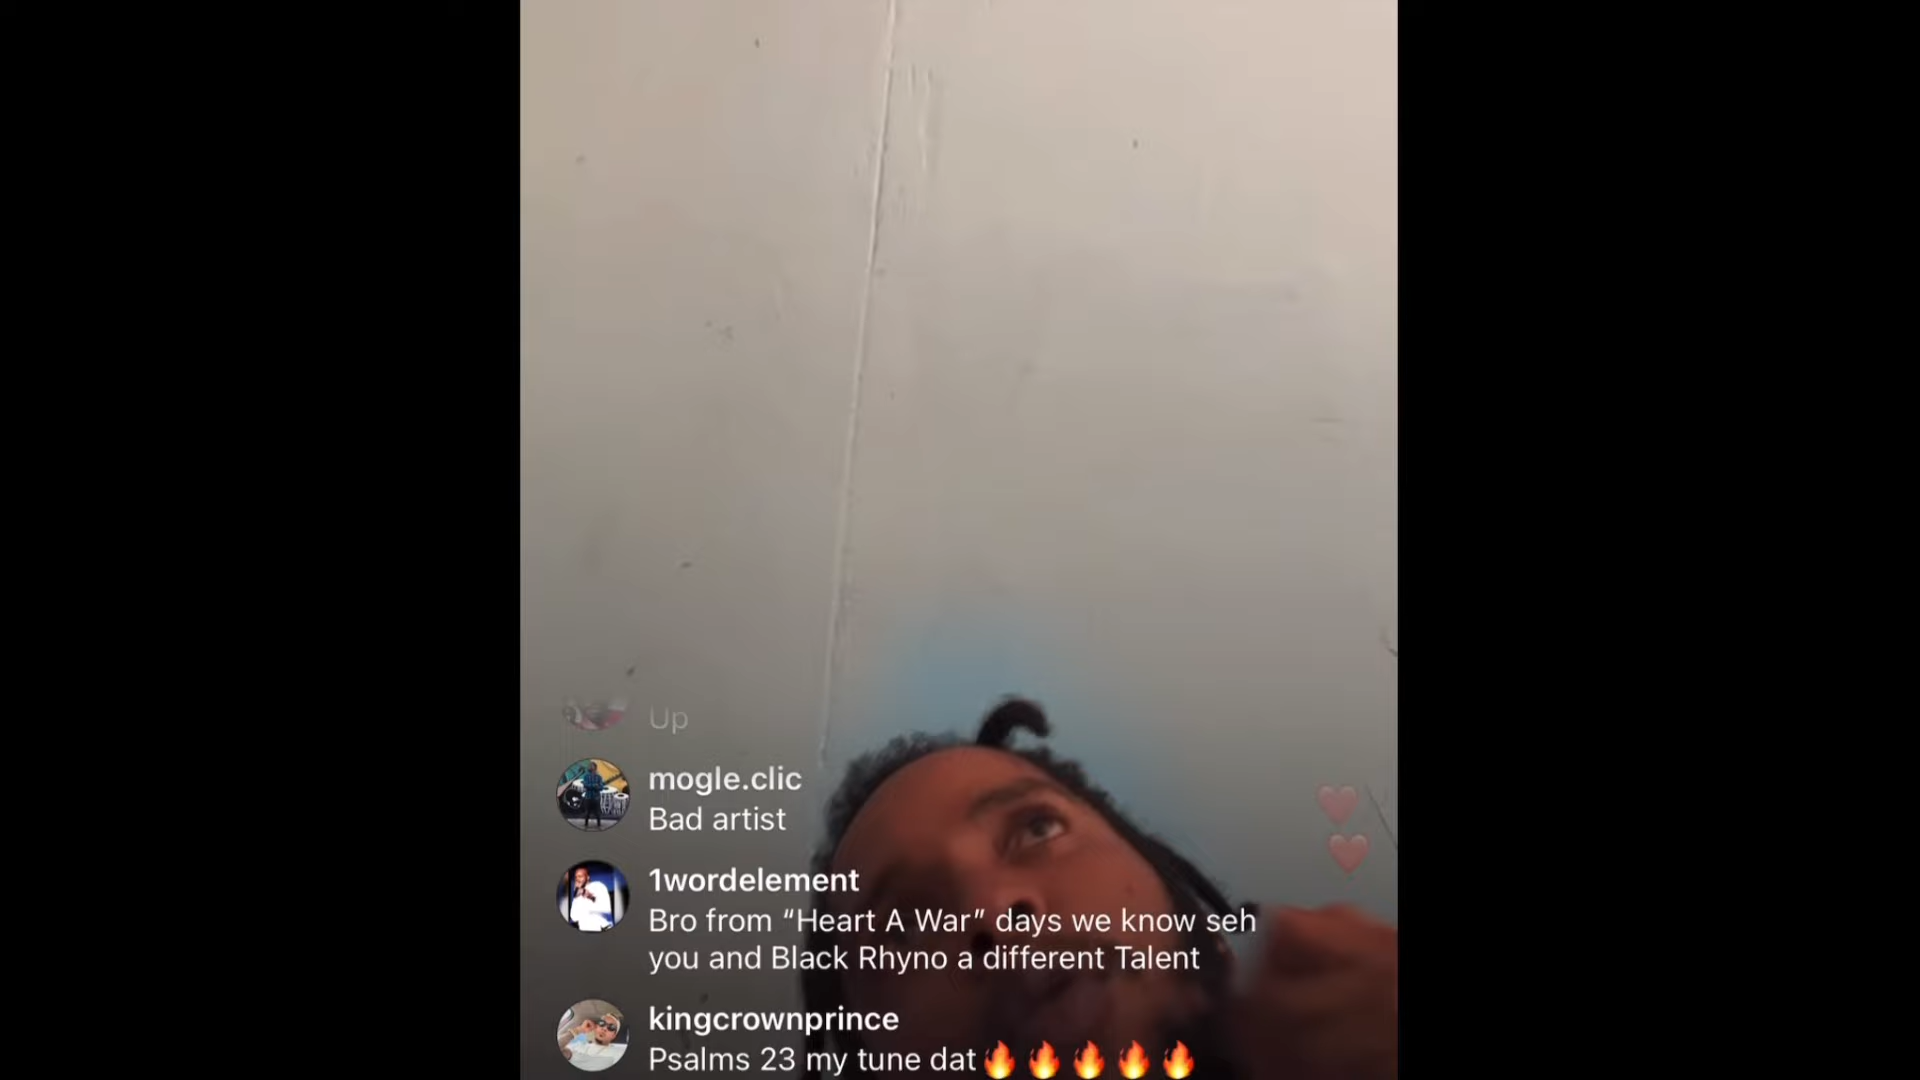 Up
mogle.clic
Bad artist
1wordelement
Bro from “Heart A War” days we know seh
you and Black Rhyno a different Talent
kingcrownprince
Psalms 23 my tune dat🔥🔥🔥🔥🔥